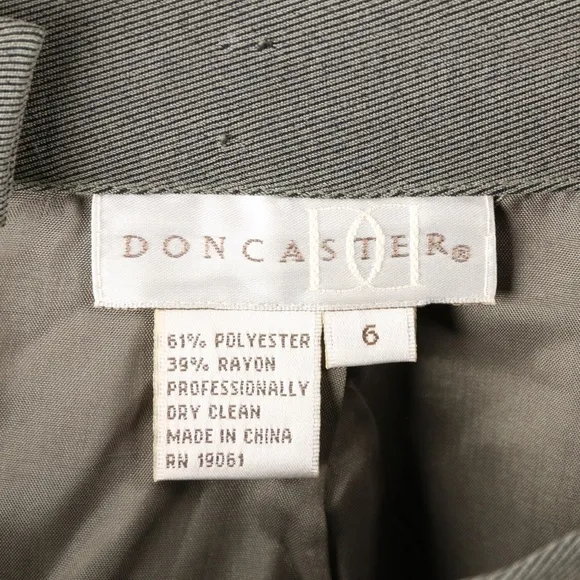 DONCASTER®
6
61% POLYESTER
39% RAYON
PROFESSIONALLY
DRY CLEAN
MADE IN CHINA
RN 19061